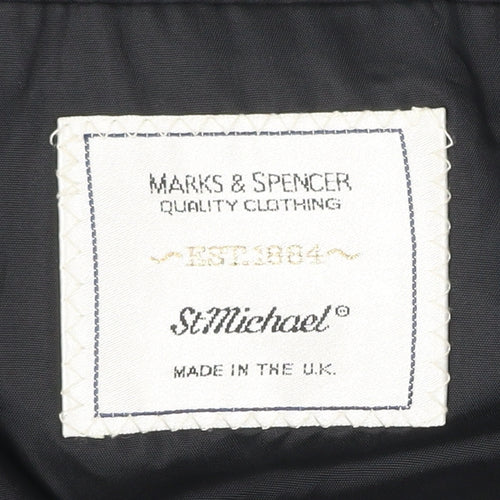 MARKS & SPENCER
QUALITY CLOTHING
~EST.1884~
St Michael®
MADE IN THE U.K.